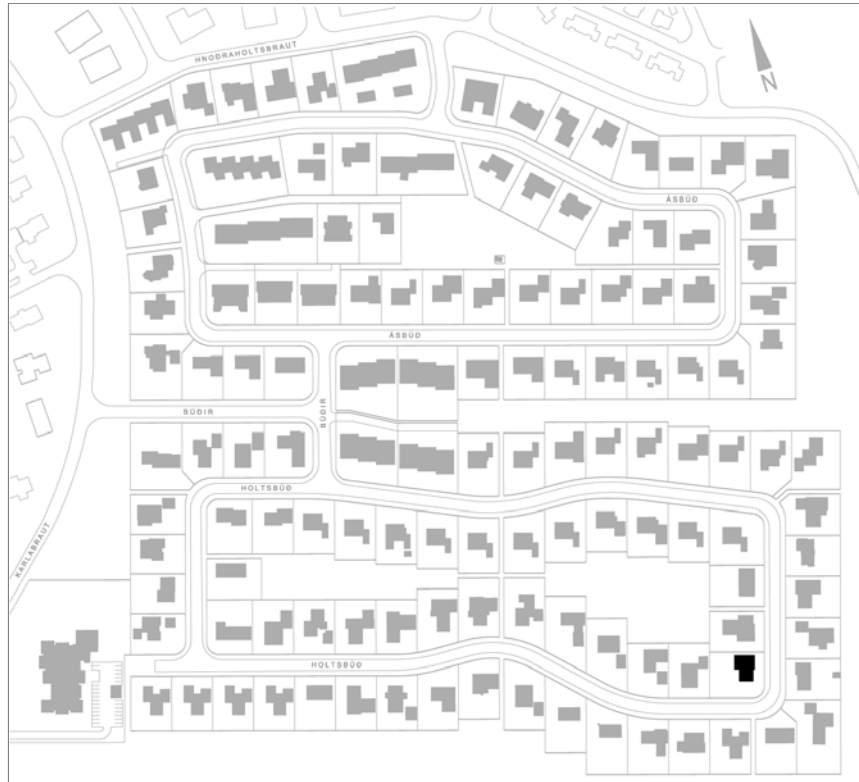 HNOÐRAHOLTSBRAUT
N
ÁSBÚÐ
ÁSBÚÐ
BÚÐIR
BÚÐIR
HOLTSBÚÐ
KARLABRAUT
HOLTSBÚÐ